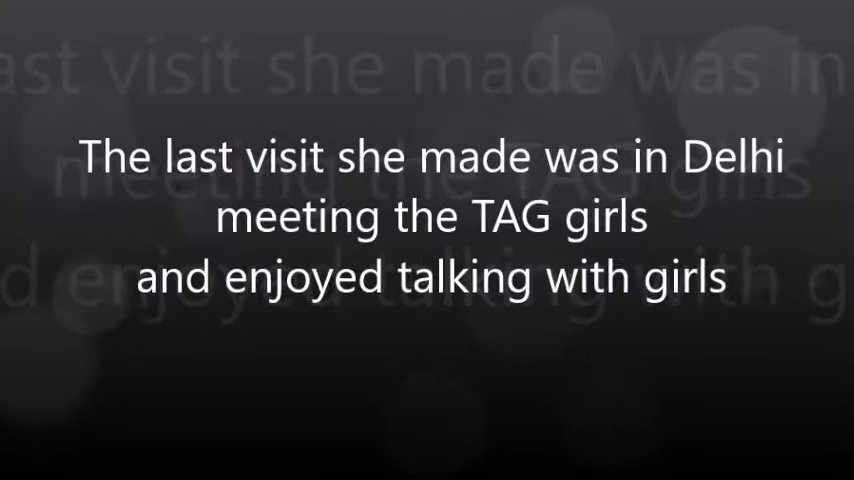 The last visit she made was in Delhi
meeting the TAG girls
and enjoyed talking with girls